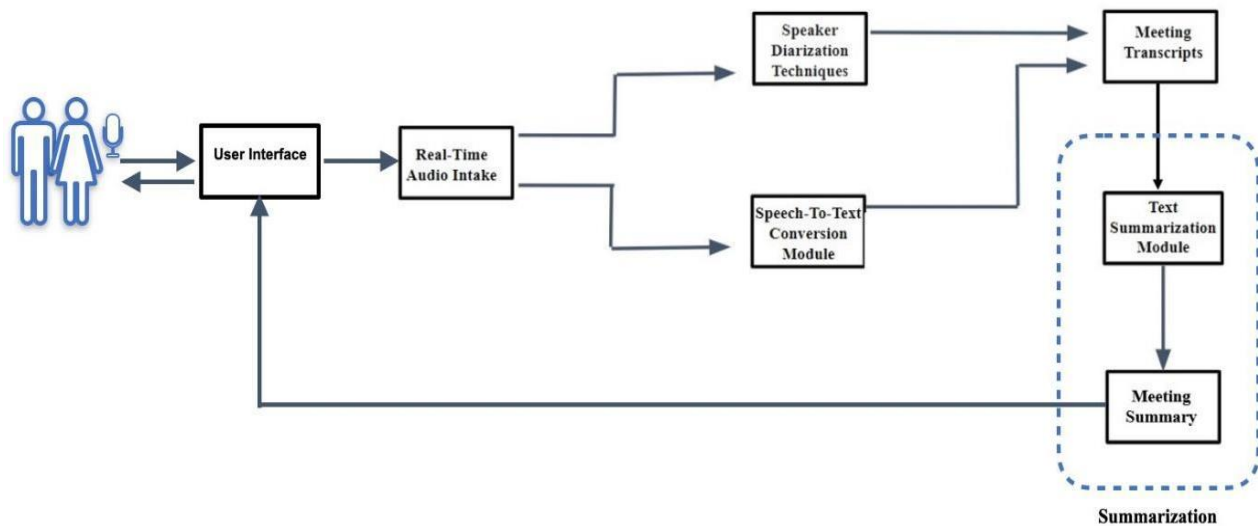 User Interface
Real-Time
Audio Intake
Speaker
Diarization
Techniques
Speech-To-Text
Conversion
Module
Meeting
Transcripts
Text
Summarization
Module
Meeting
Summary
Summarization